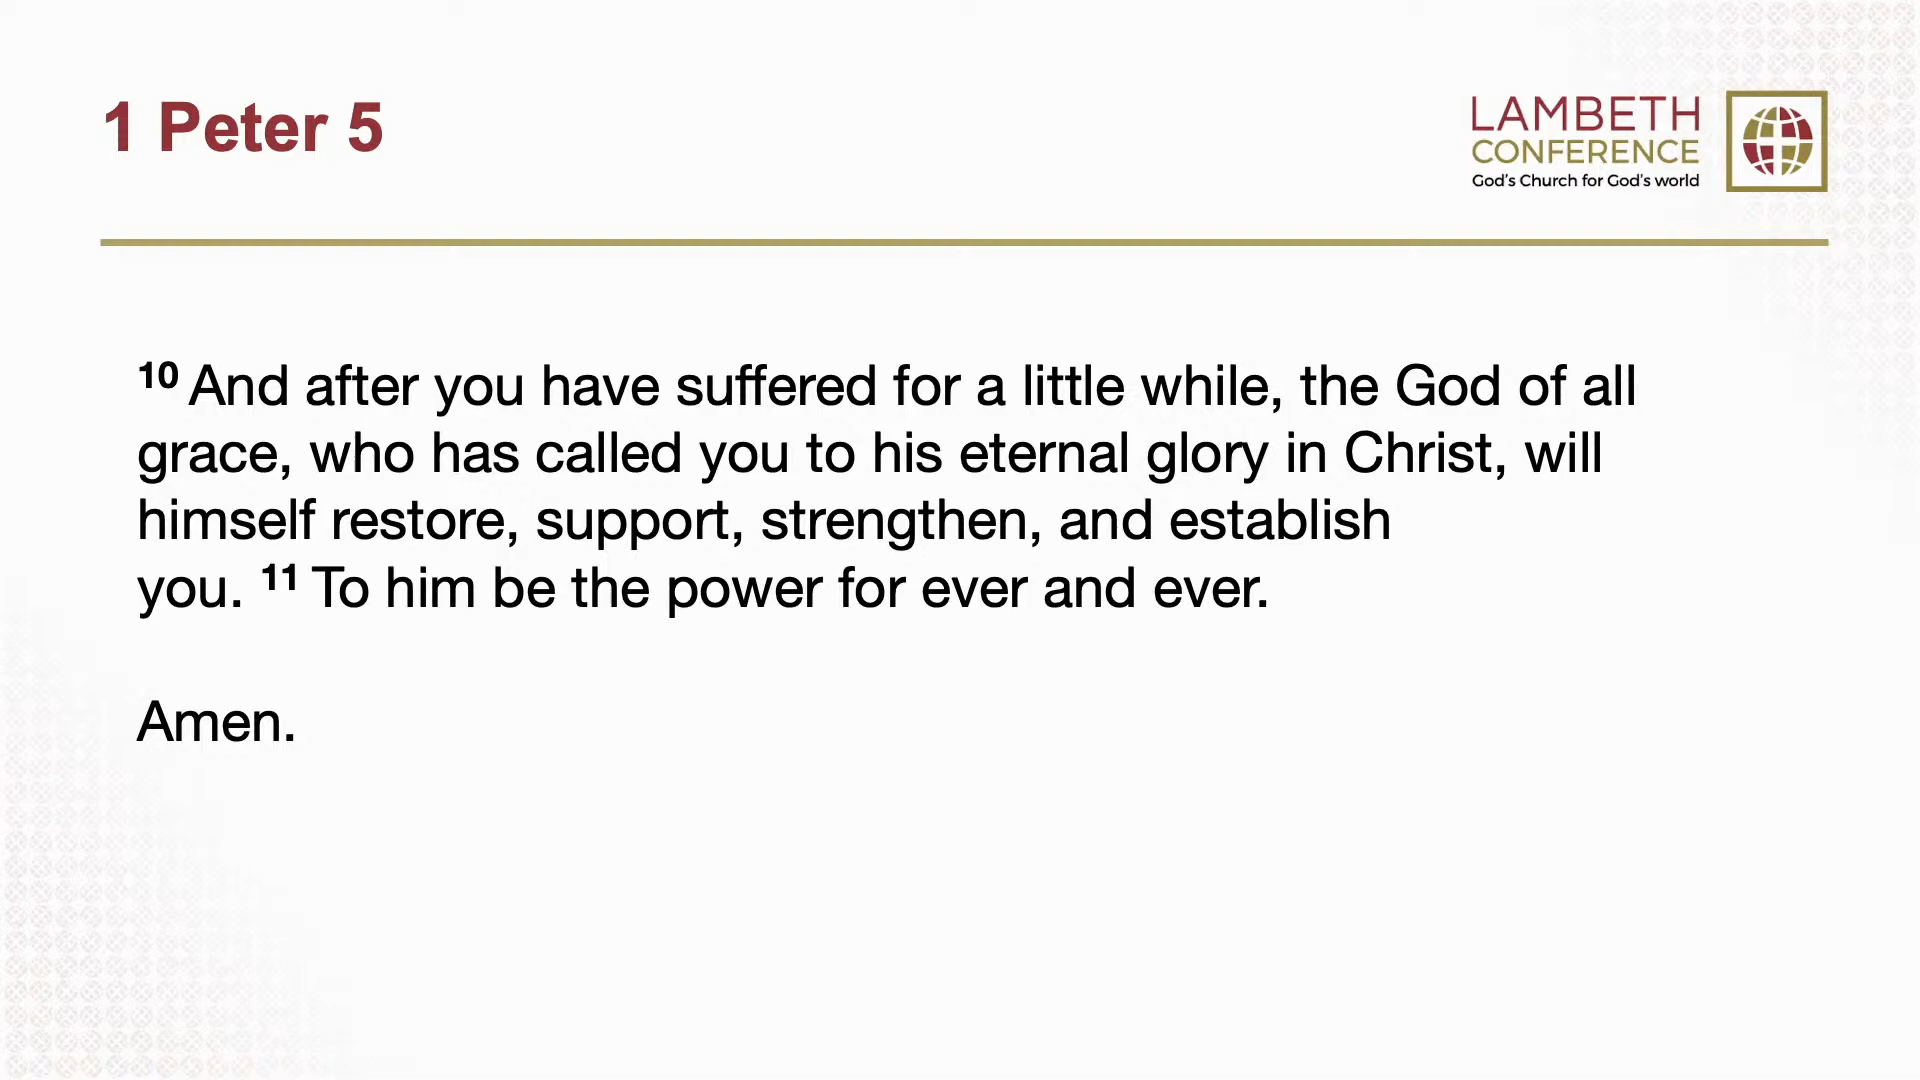 1 Peter 5
LAMBETH
CONFERENCE
God's Church for God's world
10 And after you have suffered for a little while, the God of all
grace, who has called you to his eternal glory in Christ, will
himself restore, support, strengthen, and establish
you. 11 To him be the power for ever and ever.
Amen.